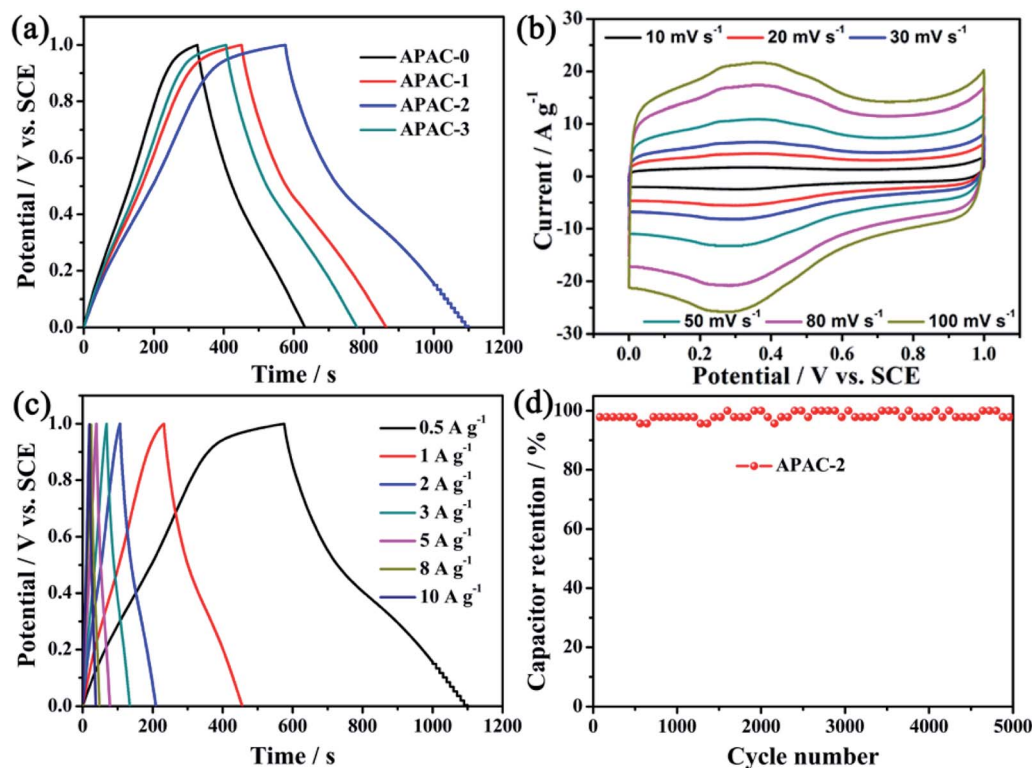 (a)
Potential / V vs. SCE
1.0
0.8
0.6
0.4
0.2
0.0
APAC-0
APAC-1
APAC-2
APAC-3
0 200 400 600 800 1000 1200
Time / s
(b)
Current / A g-1
30
20
10
0
-10
-20
-30
10 mV s-1 20 mV s-1 30 mV s-1
50 mV s-1 80 mV s-1 100 mV s-1
0.0 0.2 0.4 0.6 0.8 1.0
Potential / V vs. SCE
(c)
Potential / V vs. SCE
1.0
0.8
0.6
0.4
0.2
0.0
0.5 A g-1
1 A g-1
2 A g-1
3 A g-1
5 A g-1
8 A g-1
10 A g-1
0 200 400 600 800 1000 1200
Time / s
(d)
Capacitor retention / %
100
80
60
40
20
0
APAC-2
0 1000 2000 3000 4000 5000
Cycle number